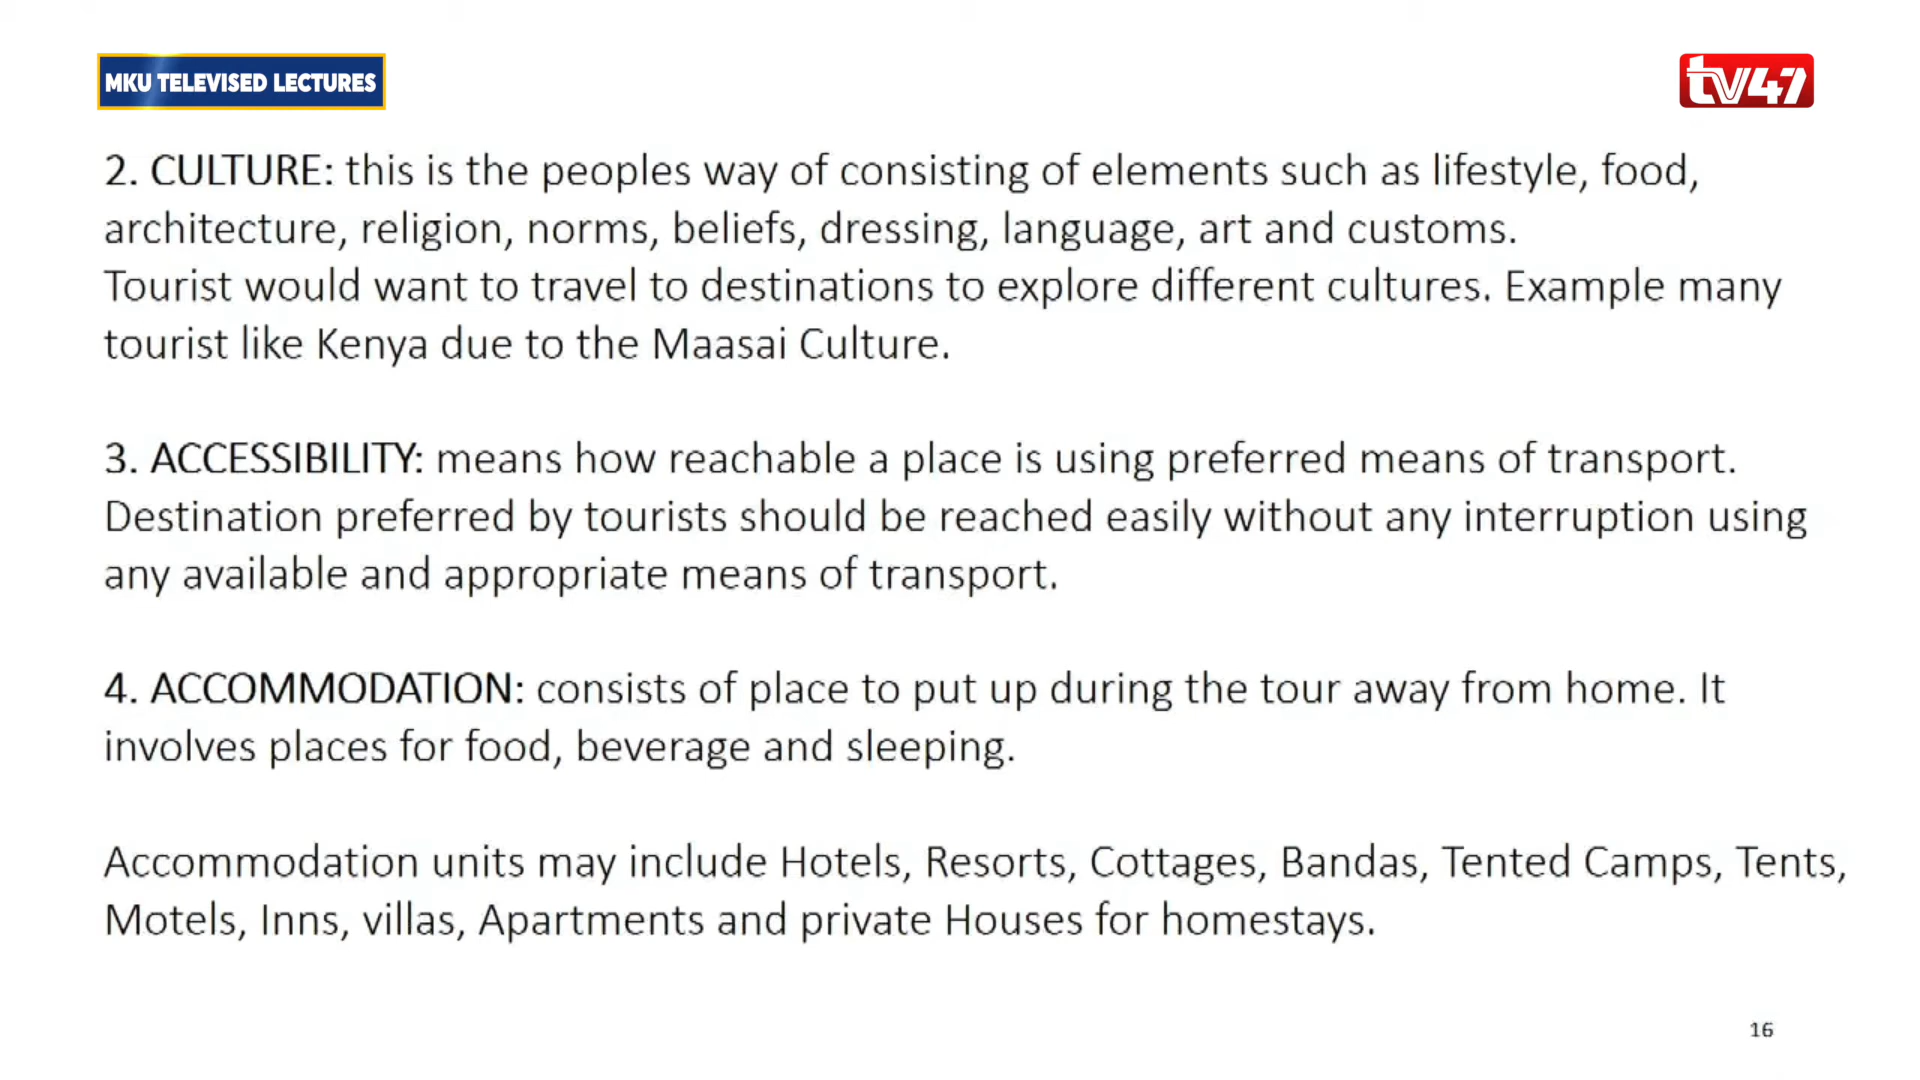 MKU TELEVISED LECTURES
tv47
2. CULTURE: this is the peoples way of consisting of elements such as lifestyle, food,
architecture, religion, norms, beliefs, dressing, language, art and customs.
Tourist would want to travel to destinations to explore different cultures. Example many
tourist like Kenya due to the Maasai Culture.
3. ACCESSIBILITY: means how reachable a place is using preferred means of transport.
Destination preferred by tourists should be reached easily without any interruption using
any available and appropriate means of transport.
4. ACCOMMODATION: consists of place to put up during the tour away from home. It
involves places for food, beverage and sleeping.
Accommodation units may include Hotels, Resorts, Cottages, Bandas, Tented Camps, Tents,
Motels, Inns, villas, Apartments and private Houses for homestays.
16